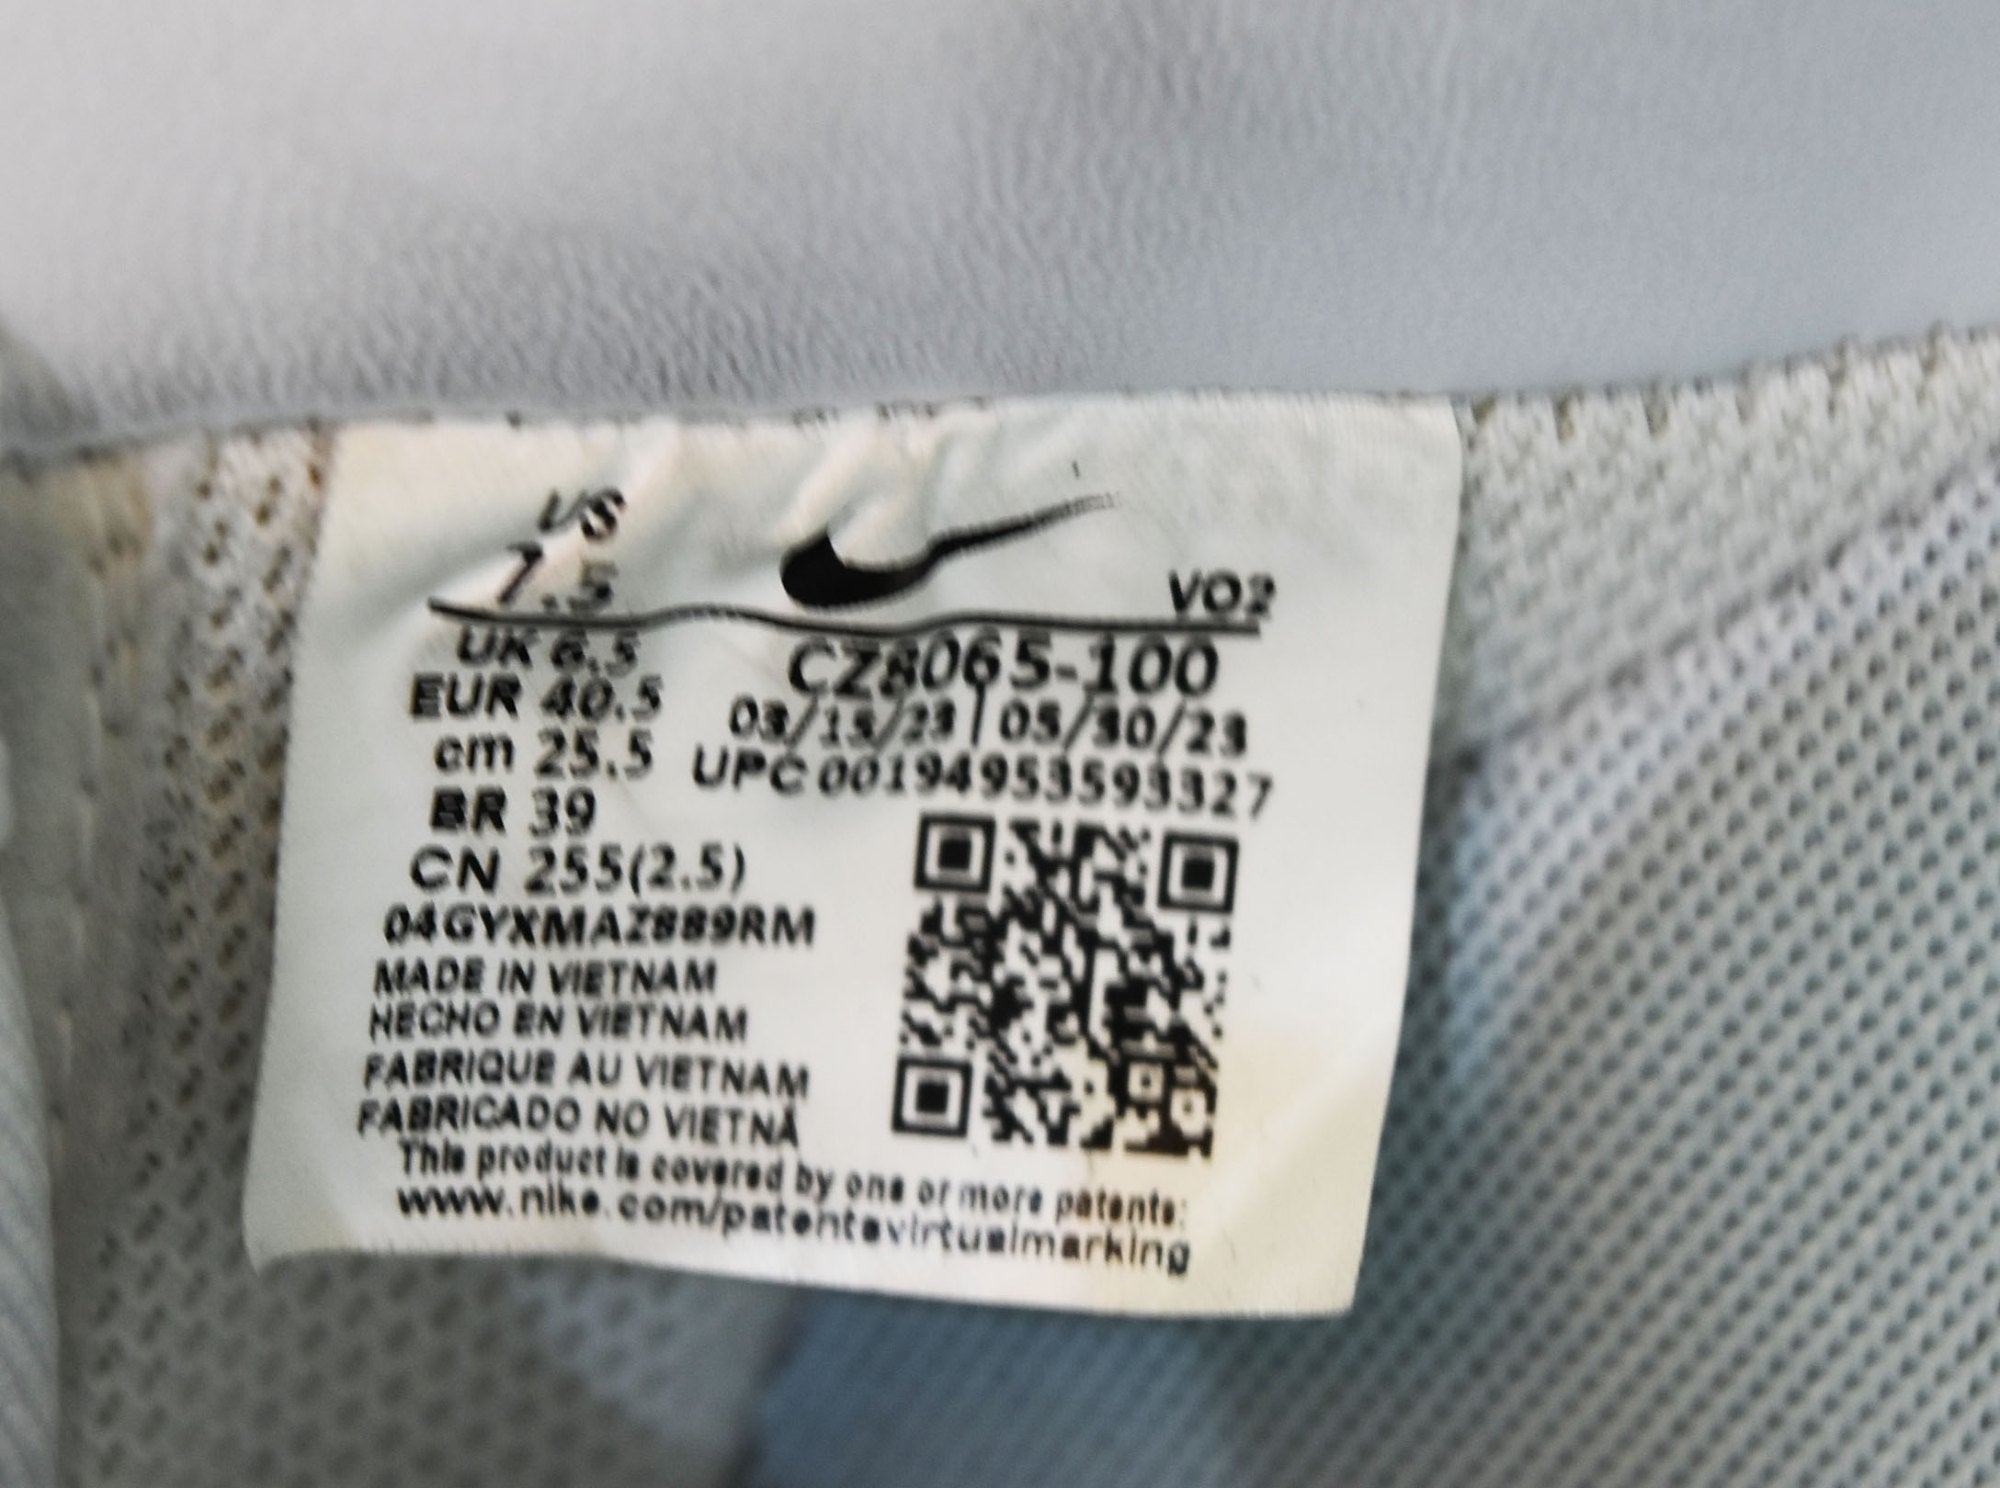 US
7.5
VO2
UK 6.5
CZ8065-100
EUR 40.5
03/15/23 | 05/30/23
cm 25.5
UPC 00194953593327
BR 39
CN 255(2.5)
04GYXMAZ889RM
MADE IN VIETNAM
HECHO EN VIETNAM
FABRIQUE AU VIETNAM
FABRICADO NO VIETNÃ
This product is covered by one or more patents:
www.nike.com/patentsvirtualmarking